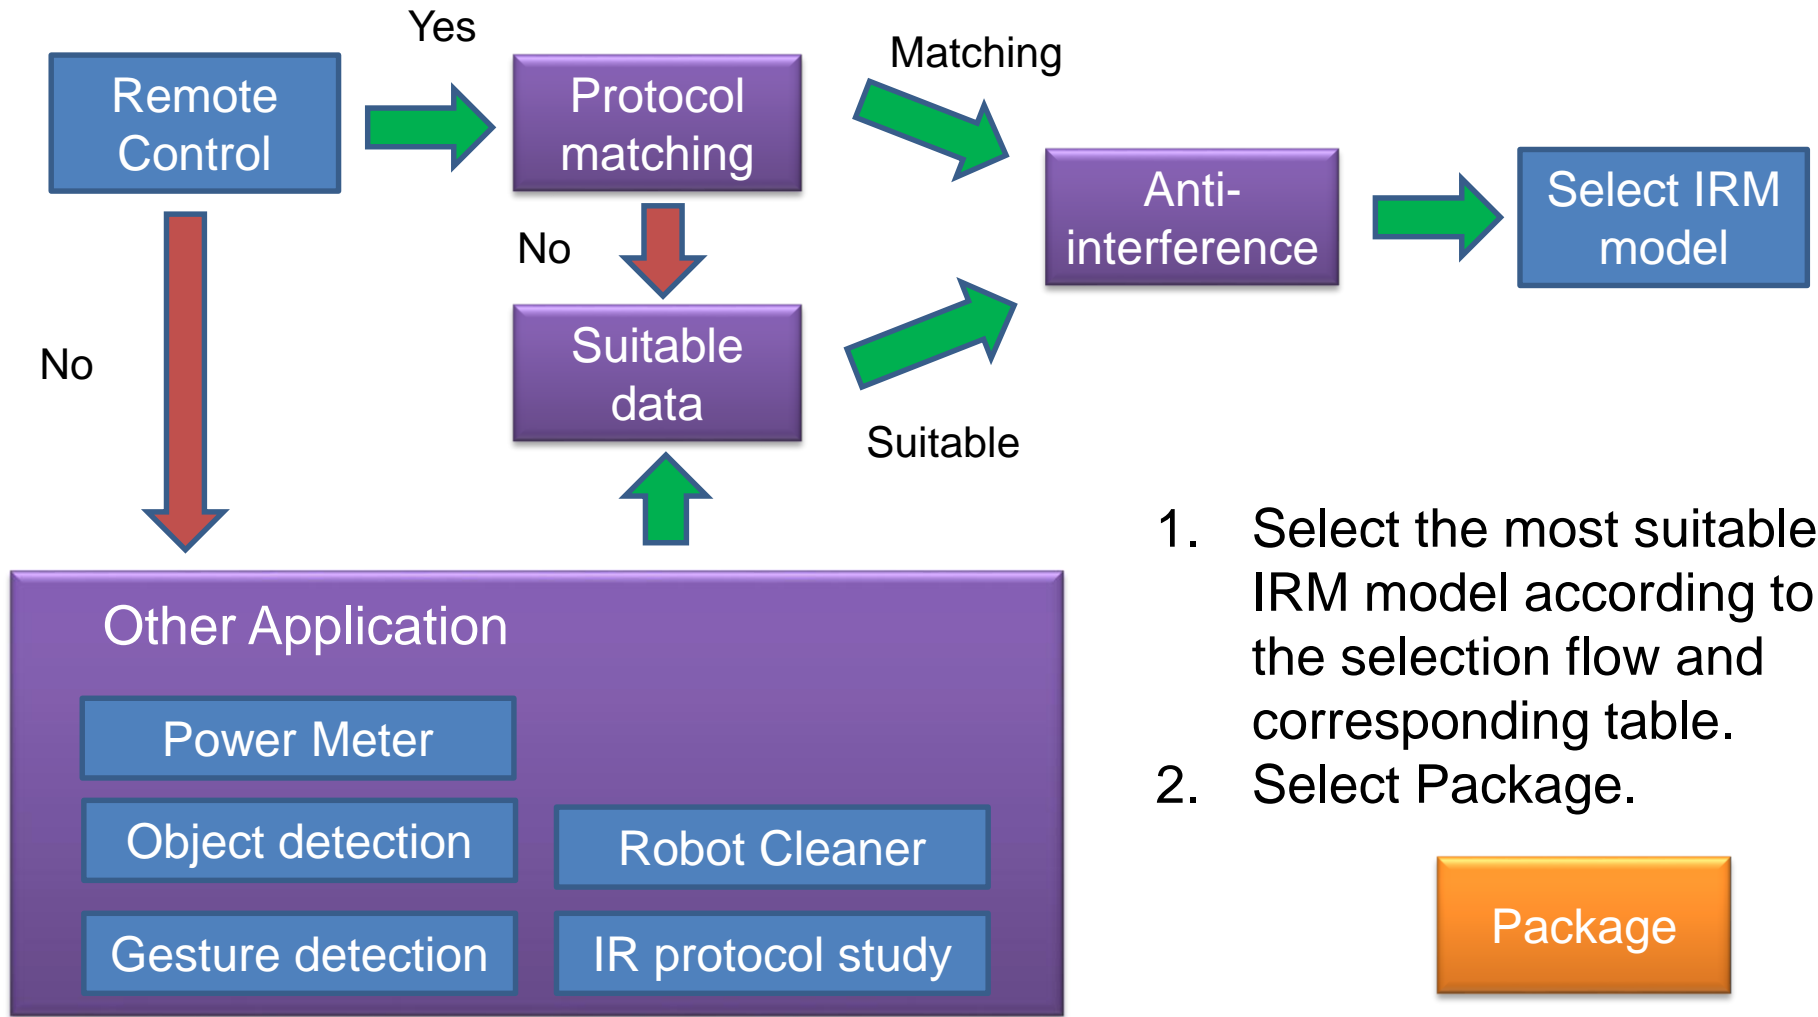 Yes
Remote
Control
Protocol
matching
Matching
Anti-
interference
Select IRM
model
No
No
Suitable
data
Suitable
Other Application
Power Meter
Object detection
Robot Cleaner
Gesture detection
IR protocol study
1. Select the most suitable
IRM model according to
the selection flow and
corresponding table.
2. Select Package.
Package